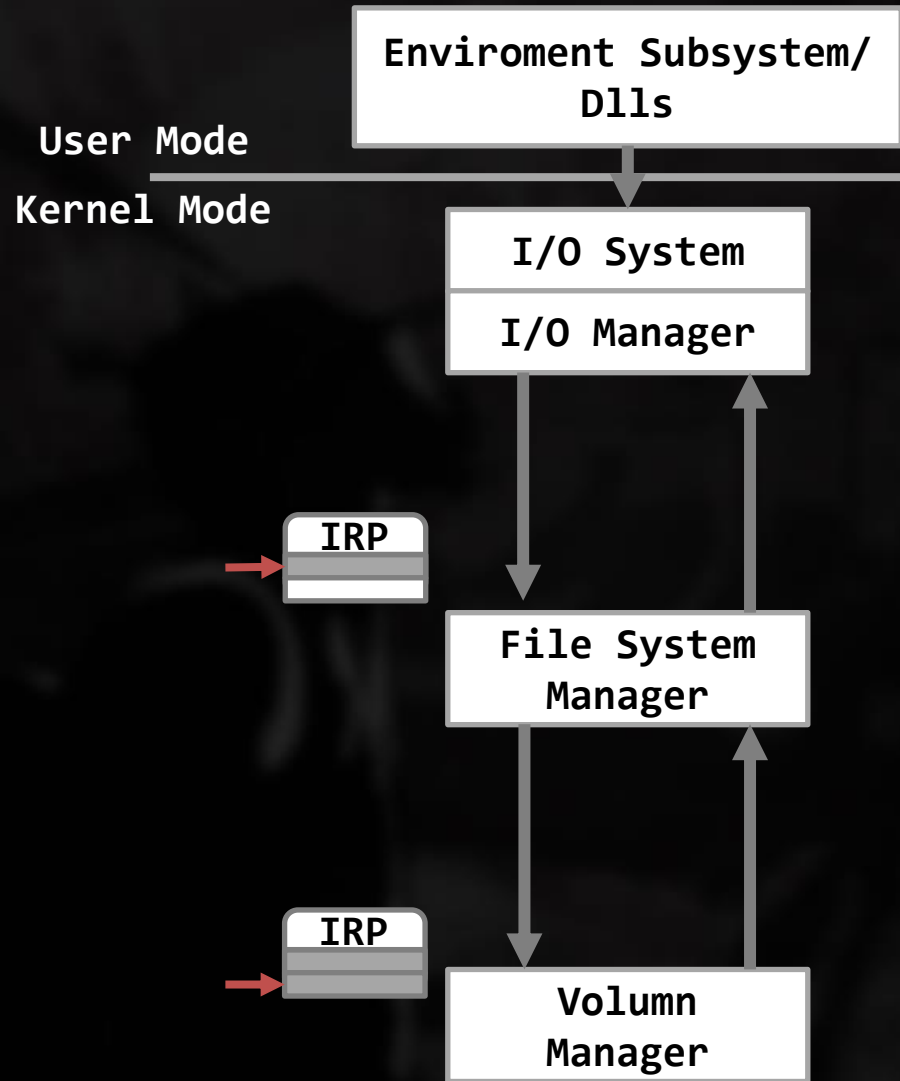 Enviroment Subsystem/
Dlls
User Mode
Kernel Mode
I/O System
I/O Manager
IRP
File System
Manager
IRP
Volumn
Manager